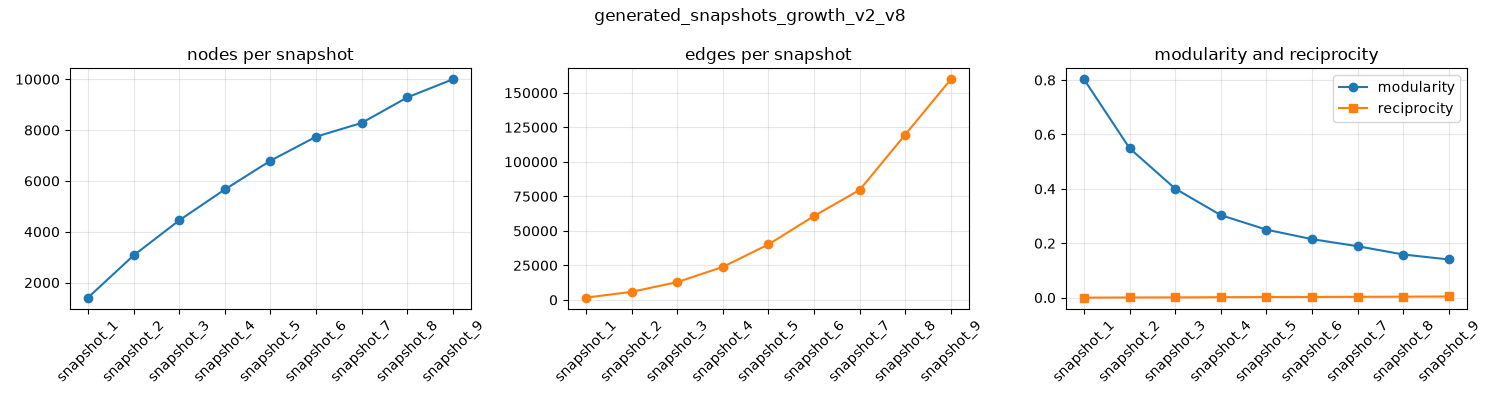 generated_snapshots_growth_v2_v8
nodes per snapshot
10000
8000
6000
4000
2000
snapshot_1
snapshot_2
snapshot_3
snapshot_4
snapshot_5
snapshot_6
snapshot_7
snapshot_8
snapshot_9
edges per snapshot
150000
125000
100000
75000
50000
25000
0
snapshot_1
snapshot_2
snapshot_3
snapshot_4
snapshot_5
snapshot_6
snapshot_7
snapshot_8
snapshot_9
modularity and reciprocity
0.8
0.6
0.4
0.2
0.0
modularity
reciprocity
snapshot_1
snapshot_2
snapshot_3
snapshot_4
snapshot_5
snapshot_6
snapshot_7
snapshot_8
snapshot_9